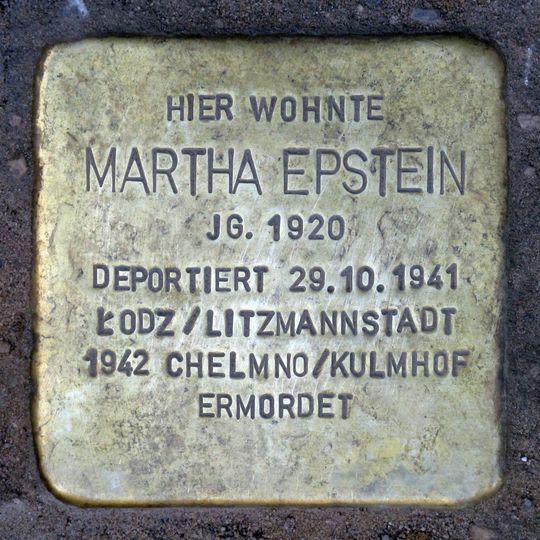 HIER WOHNTE
MARTHA EPSTEIN
JG. 1920
DEPORTIERT 29.10.1941
ŁODZ/LITZMANNSTADT
1942 CHELMNO/KULMHOF
ERMORDET